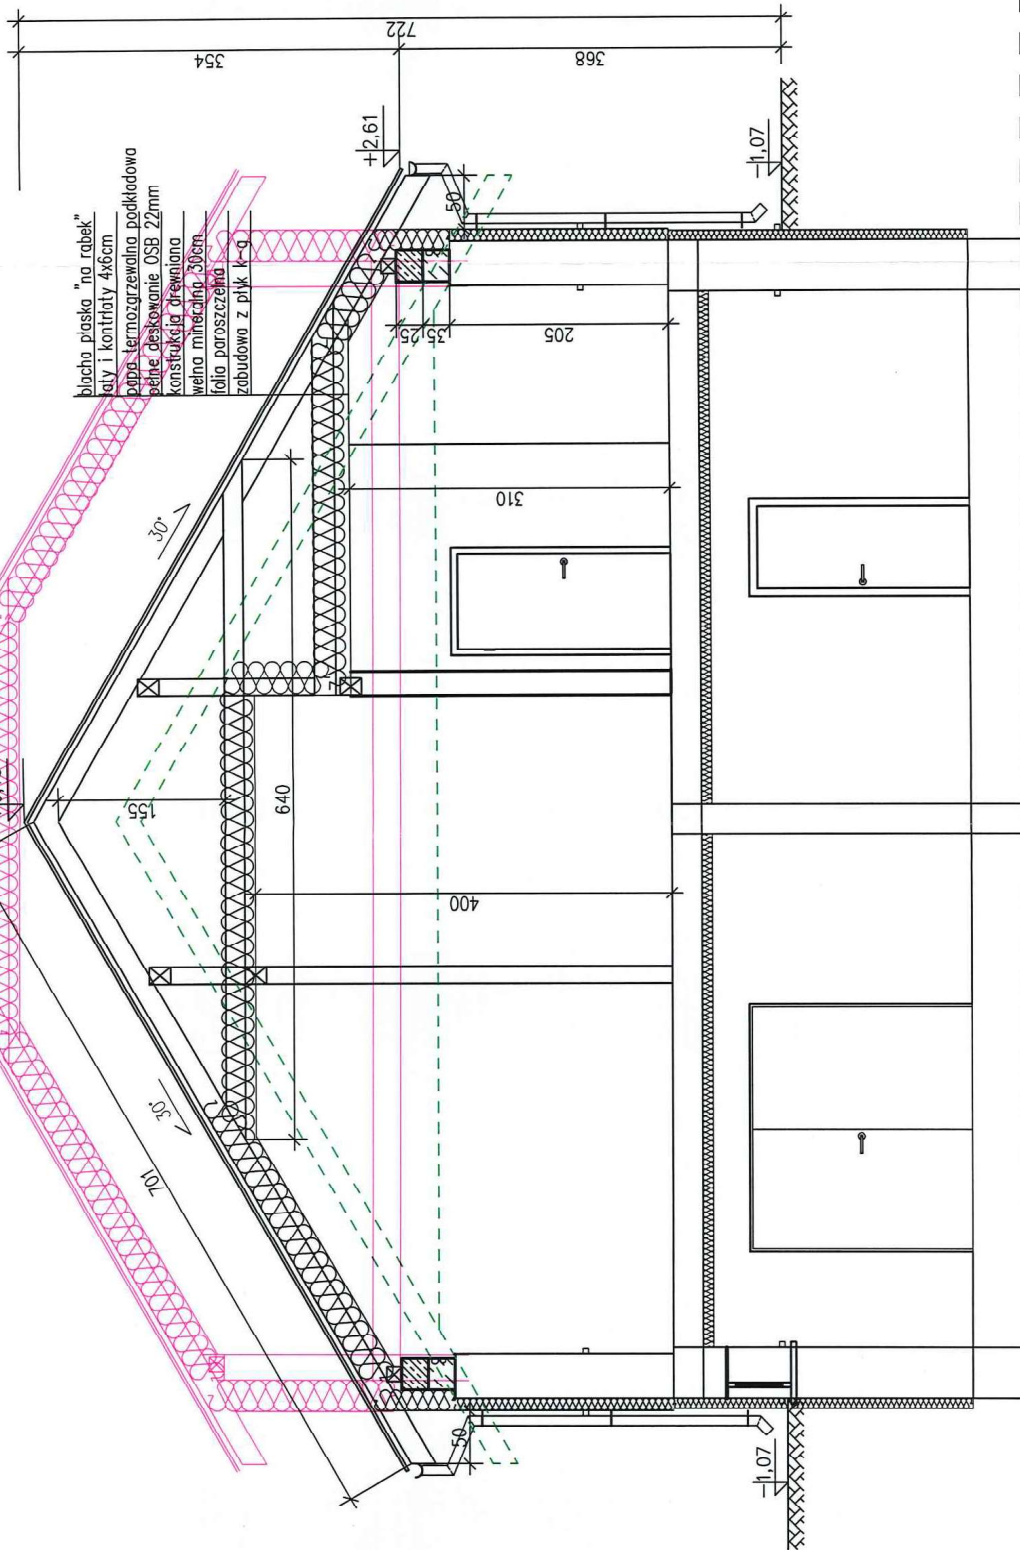 blacha płaska "na rąbek"
łaty i kontrłaty 4x6cm
papa termozgrzewalna podkładowa
pełne deskowanie OSB 22mm
konstrukcja drewniana
wełna mineralna 30cm
folia paroszczelna
zabudowa z płyk k-g
722
354
368
+2,61
-1,07
50
25
35
205
30°
310
155
640
400
30°
701
50
-1,07